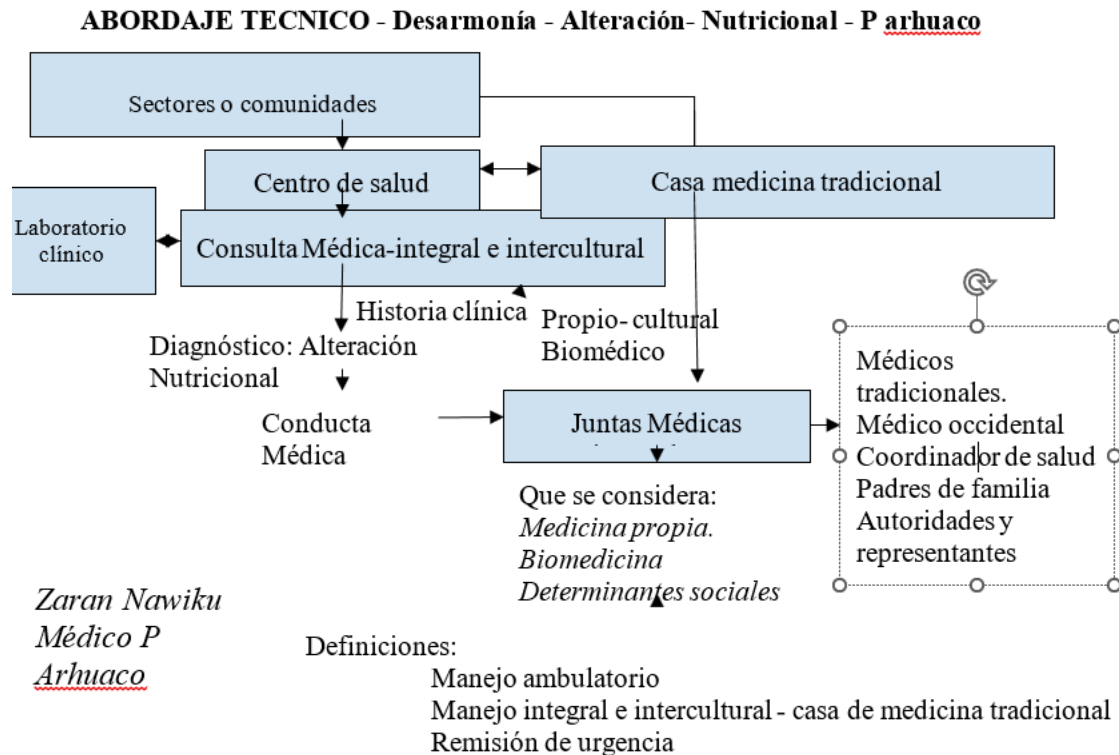 ABORDAJE TECNICO - Desarmonía - Alteración- Nutricional - P arhuaco
Sectores o comunidades
Centro de salud
Casa medicina tradicional
Laboratorio
clínico
Consulta Médica-integral e intercultural
Historia clínica
Propio- cultural
Biomédico
Diagnóstico: Alteración
Nutricional
Conducta
Médica
Juntas Médicas
Médicos
tradicionales.
Médico occidental
Coordinador de salud
Padres de familia
Autoridades y
representantes
Que se considera:
Medicina propia.
Biomedicina
Determinantes sociales
Zaran Nawiku
Médico P
Arhuaco
Definiciones:
Manejo ambulatorio
Manejo integral e intercultural - casa de medicina tradicional
Remisión de urgencia